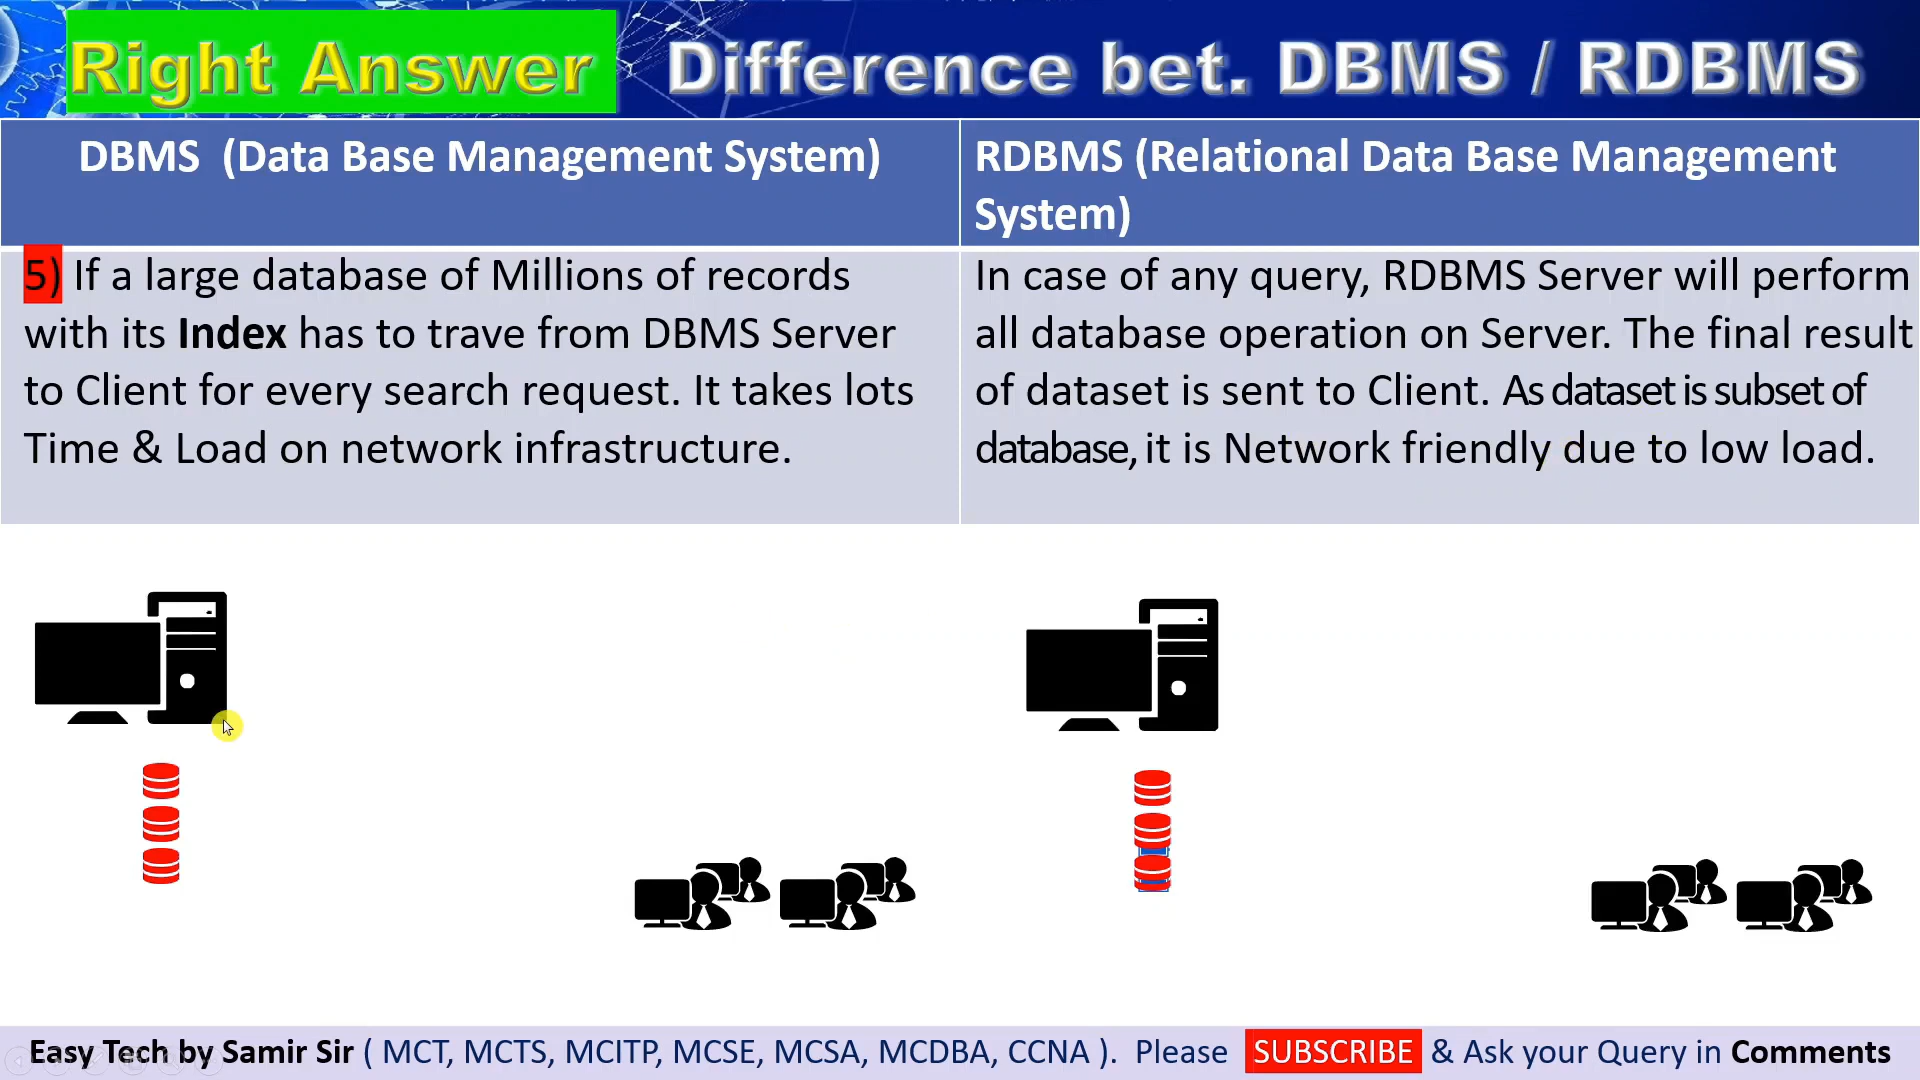 Right Answer Difference bet. DBMS / RDBMS
DBMS (Data Base Management System)
RDBMS (Relational Data Base Management
System)
5) If a large database of Millions of records
with its Index has to trave from DBMS Server
to Client for every search request. It takes lots
Time & Load on network infrastructure.
In case of any query, RDBMS Server will perform
all database operation on Server. The final result
of dataset is sent to Client. As dataset is subset of
database, it is Network friendly due to low load.
Easy Tech by Samir Sir ( MCT, MCTS, MCITP, MCSE, MCSA, MCDBA, CCNA ). Please SUBSCRIBE & Ask your Query in Comments